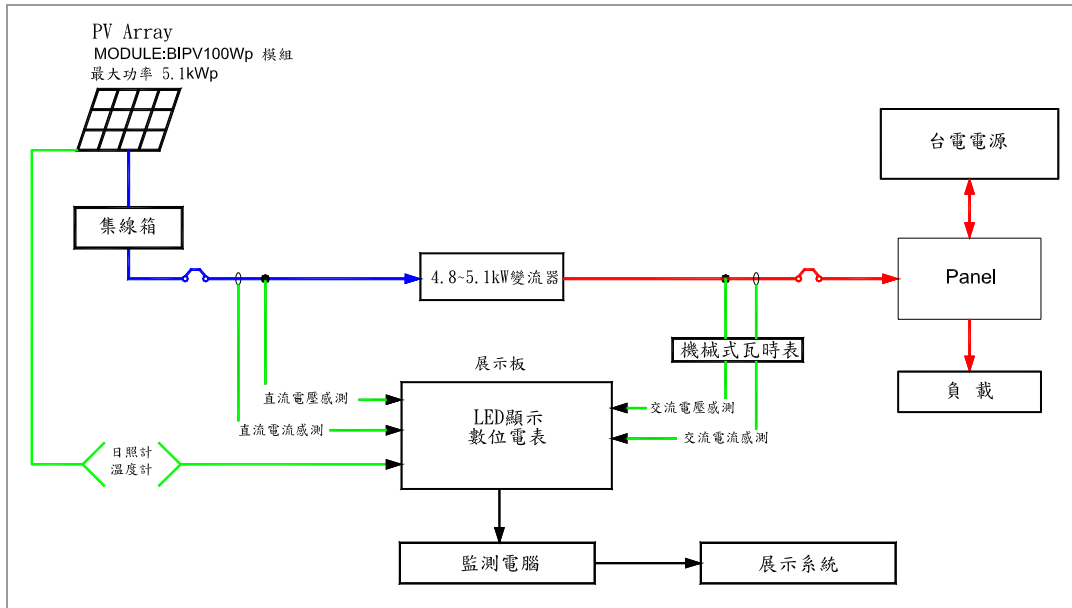 PV Array
MODULE:BIPV100Wp 模組
最大功率 5.1kWp
台電電源
集線箱
4.8~5.1kW變流器
Panel
機械式瓦時表
展示板
負 載
直流電壓感測
LED顯示
數位電表
交流電壓感測
直流電流感測
交流電流感測
日照計
溫度計
監測電腦
展示系統